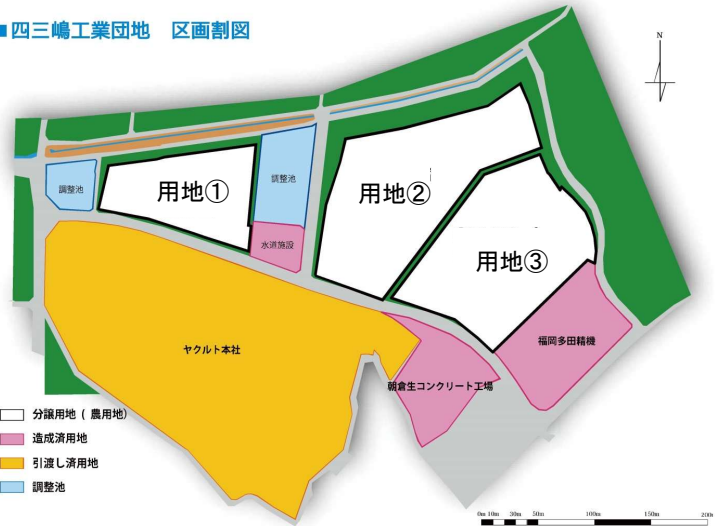 四三嶋工業団地 区画割図
N
調整池
用地①
調整池
用地②
水道施設
用地③
ヤクルト本社
福岡多田精機
朝倉生コンクリート工場
分譲用地 ( 農用地)
造成済用地
引渡し済用地
調整池
0m 10m 30m 50m 100m 150m 200m